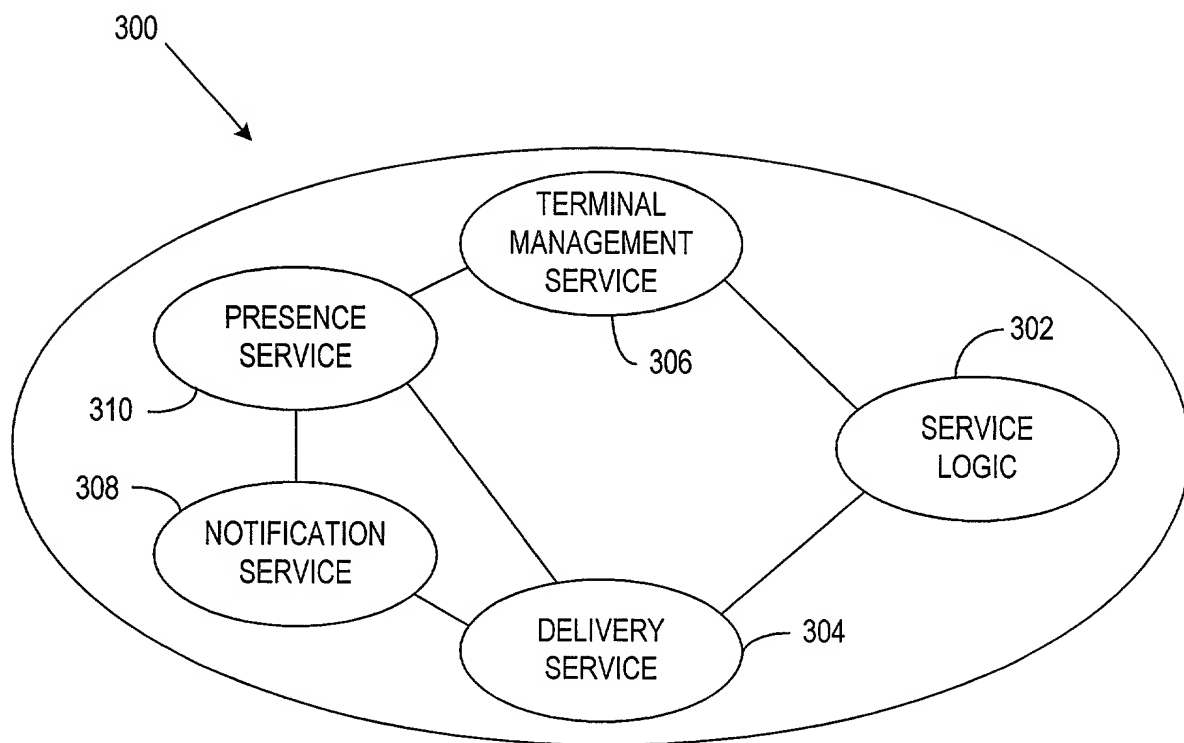 300
TERMINAL
MANAGEMENT
SERVICE
306
PRESENCE
SERVICE
310
302
SERVICE
LOGIC
308
NOTIFICATION
SERVICE
DELIVERY
SERVICE
304